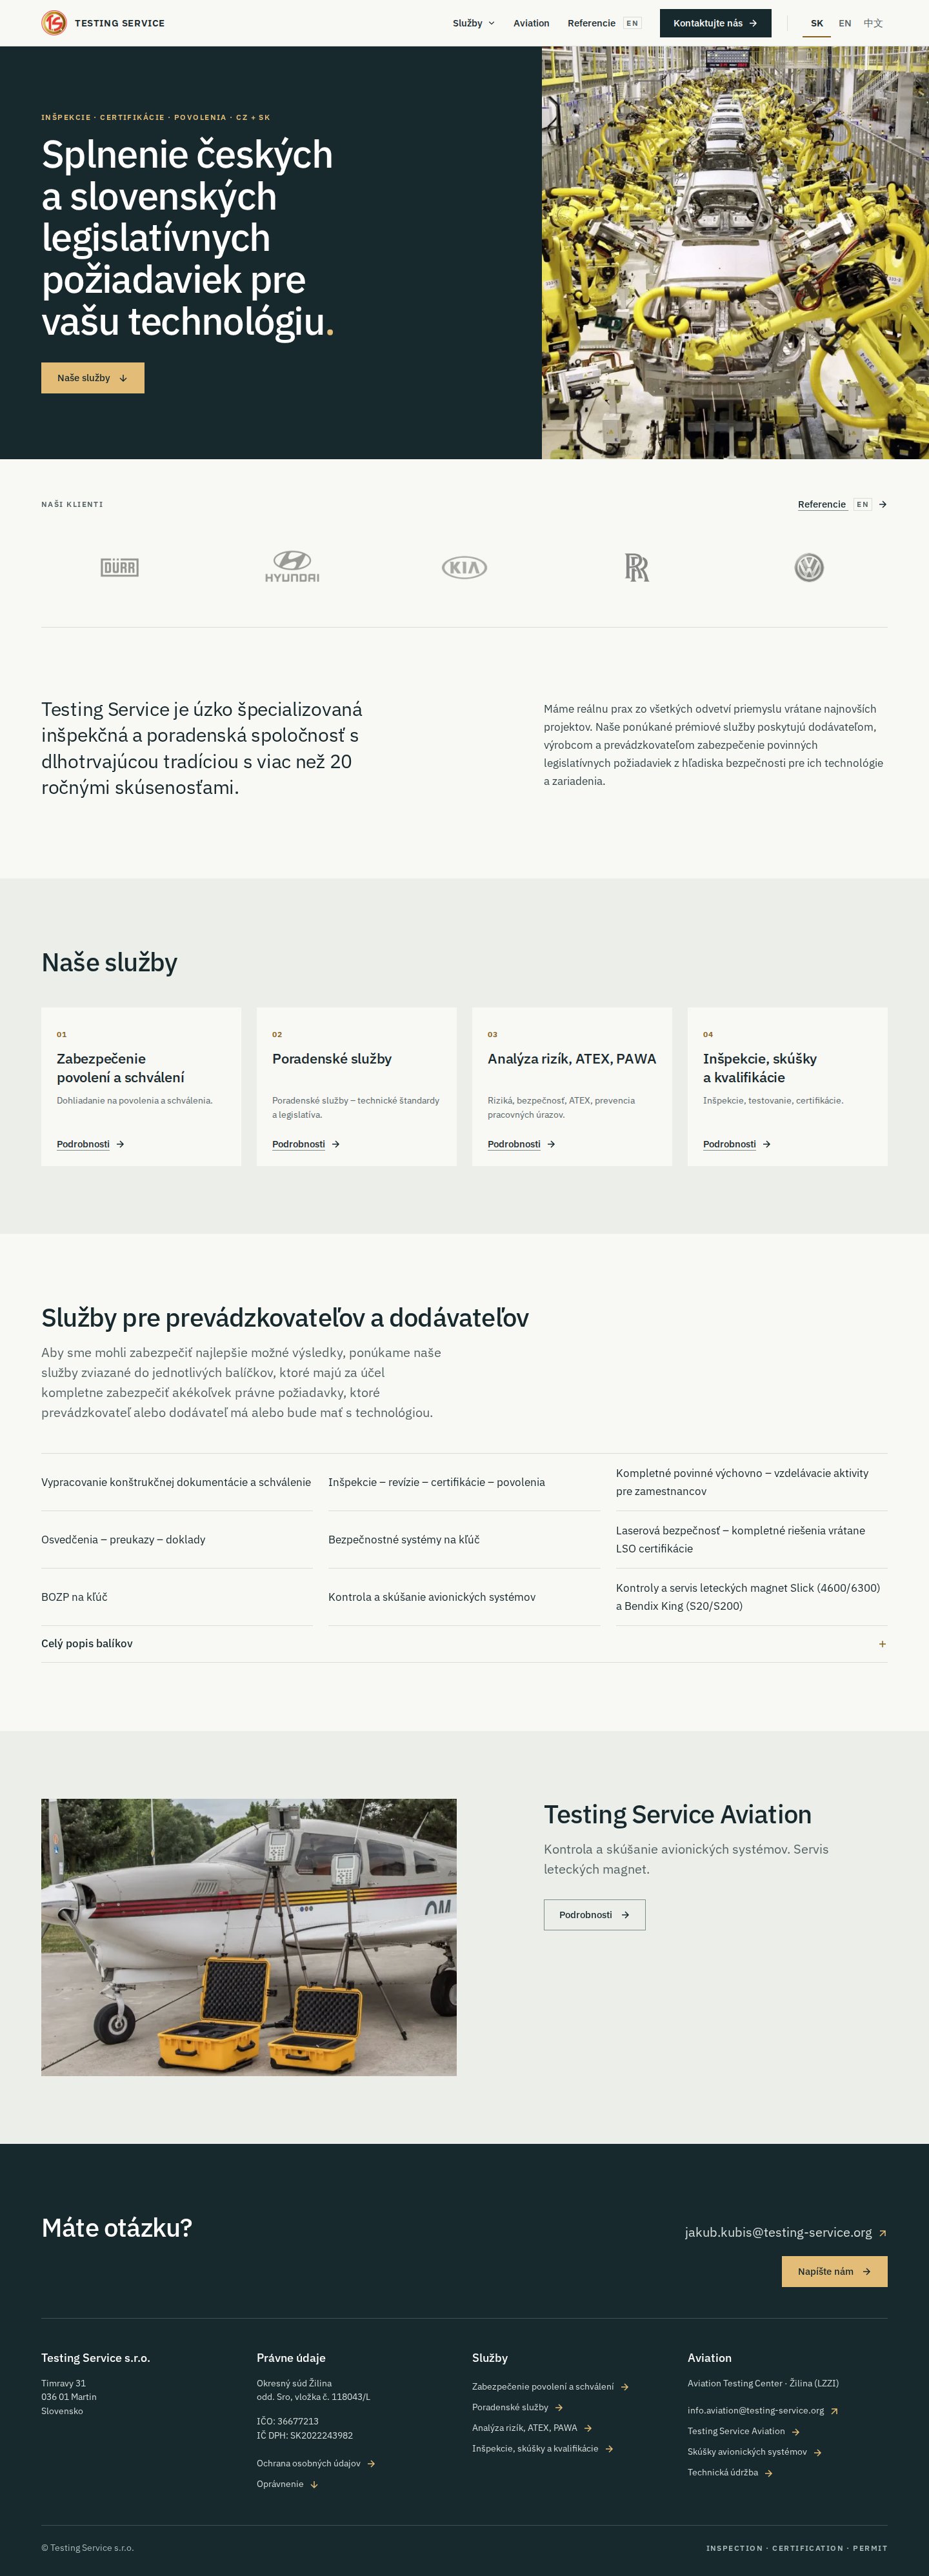 TESTING SERVICE
Služby
Aviation
Referencie EN
Kontaktujte nás
SK EN 中文
INŠPEKCIE · CERTIFIKÁCIE · POVOLENIA · CZ + SK
Splnenie českých
a slovenských
legislatívnych
požiadaviek pre
vašu technológiu.
Naše služby
NAŠI KLIENTI
Referencie EN
DÜRR
HYUNDAI
KIA
RR
VW
Testing Service je úzko špecializovaná
inšpekčná a poradenská spoločnosť s
dlhotrvajúcou tradíciou s viac než 20
ročnými skúsenosťami.
Máme reálnu prax zo všetkých odvetví priemyslu vrátane najnovších
projektov. Naše ponúkané prémiové služby poskytujú dodávateľom,
výrobcom a prevádzkovateľom zabezpečenie povinných
legislatívnych požiadaviek z hľadiska bezpečnosti pre ich technológie
a zariadenia.
Naše služby
01
Zabezpečenie
povolení a schválení
Dohliadanie na povolenia a schválenia.
Podrobnosti
02
Poradenské služby
Poradenské služby – technické štandardy
a legislatíva.
Podrobnosti
03
Analýza rizík, ATEX, PAWA
Riziká, bezpečnosť, ATEX, prevencia
pracovných úrazov.
Podrobnosti
04
Inšpekcie, skúšky
a kvalifikácie
Inšpekcie, testovanie, certifikácie.
Podrobnosti
Služby pre prevádzkovateľov a dodávateľov
Aby sme mohli zabezpečiť najlepšie možné výsledky, ponúkame naše
služby zviazané do jednotlivých balíčkov, ktoré majú za účel
kompletne zabezpečiť akékoľvek právne požiadavky, ktoré
prevádzkovateľ alebo dodávateľ má alebo bude mať s technológiou.
Vypracovanie konštrukčnej dokumentácie a schválenie
Inšpekcie – revízie – certifikácie – povolenia
Kompletné povinné výchovno – vzdelávacie aktivity
pre zamestnancov
Osvedčenia – preukazy – doklady
Bezpečnostné systémy na kľúč
Laserová bezpečnosť – kompletné riešenia vrátane
LSO certifikácie
BOZP na kľúč
Kontrola a skúšanie avionických systémov
Kontroly a servis leteckých magnet Slick (4600/6300)
a Bendix King (S20/S200)
Celý popis balíkov +
OM
Testing Service Aviation
Kontrola a skúšanie avionických systémov. Servis
leteckých magnet.
Podrobnosti
Máte otázku?
jakub.kubis@testing-service.org
Napíšte nám
Testing Service s.r.o.
Timravy 31
036 01 Martin
Slovensko
Právne údaje
Okresný súd Žilina
odd. Sro, vložka č. 118043/L
IČO: 36677213
IČ DPH: SK2022243982
Ochrana osobných údajov
Oprávnenie
Služby
Zabezpečenie povolení a schválení
Poradenské služby
Analýza rizík, ATEX, PAWA
Inšpekcie, skúšky a kvalifikácie
Aviation
Aviation Testing Center · Žilina (LZZI)
info.aviation@testing-service.org
Testing Service Aviation
Skúšky avionických systémov
Technická údržba
© Testing Service s.r.o.
INSPECTION · CERTIFICATION · PERMIT